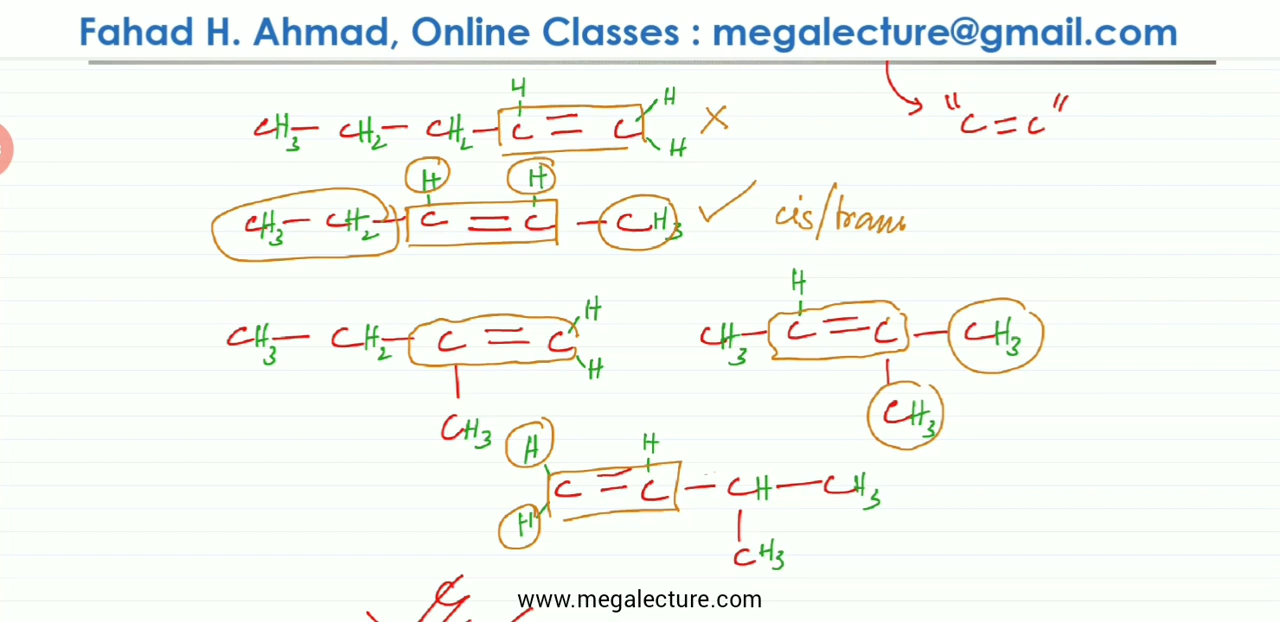 Fahad H. Ahmad, Online Classes : megalecture@gmail.com
"C=C"
H H
CH3— CH2— CH2—C = C ×
H
H H
CH3— CH2—C = C —CH3 ✓ cis/trans
H H
CH3— CH2—C = C CH3—C = C —CH3
H
CH3 CH3
H H
C = C —CH—CH3
H
CH3
www.megalecture.com